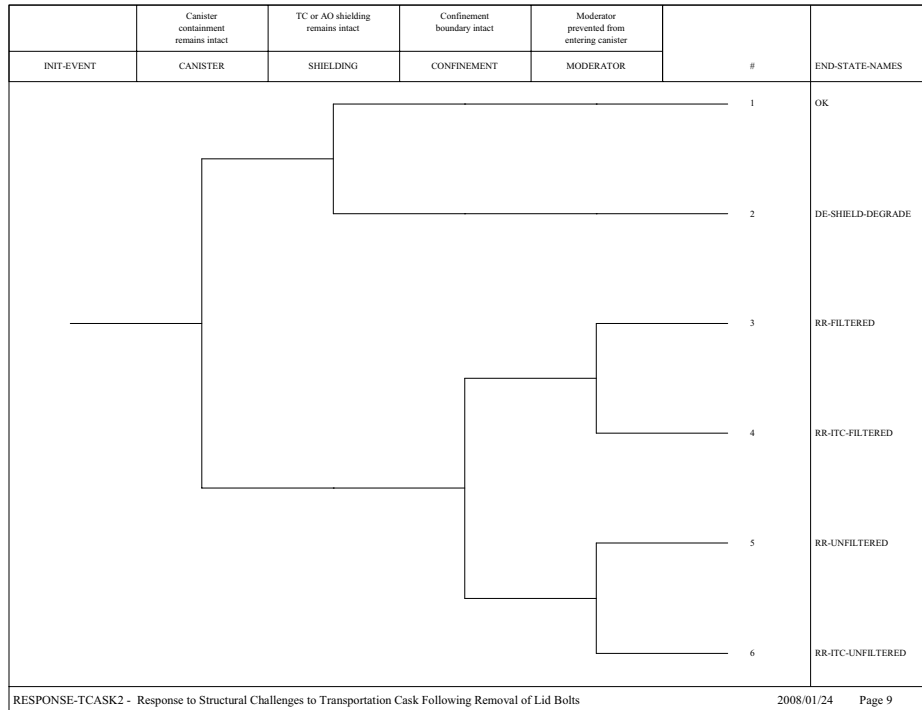 Canister
containment
remains intact
TC or AO shielding
remains intact
Confinement
boundary intact
Moderator
prevented from
entering canister
INIT-EVENT CANISTER SHIELDING CONFINEMENT MODERATOR # END-STATE-NAMES
1 OK
2 DE-SHIELD-DEGRADE
3 RR-FILTERED
4 RR-ITC-FILTERED
5 RR-UNFILTERED
6 RR-ITC-UNFILTERED
RESPONSE-TCASK2 - Response to Structural Challenges to Transportation Cask Following Removal of Lid Bolts 2008/01/24 Page 9